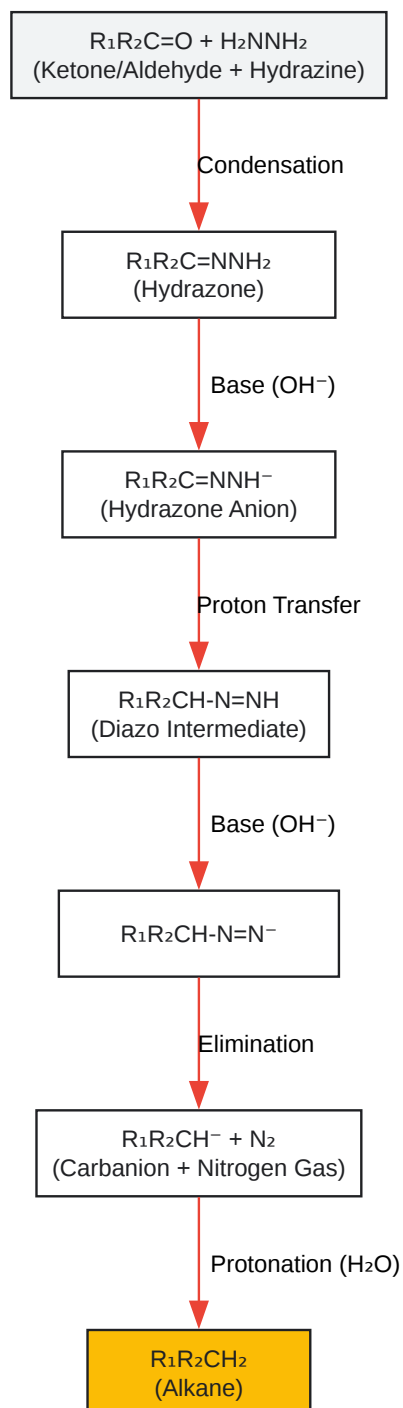 R₁R₂C=O + H₂NNH₂
(Ketone/Aldehyde + Hydrazine)
Condensation
R₁R₂C=NNH₂
(Hydrazone)
Base (OH⁻)
R₁R₂C=NNH⁻
(Hydrazone Anion)
Proton Transfer
R₁R₂CH-N=NH
(Diazo Intermediate)
Base (OH⁻)
R₁R₂CH-N=N⁻
Elimination
R₁R₂CH⁻ + N₂
(Carbanion + Nitrogen Gas)
Protonation (H₂O)
R₁R₂CH₂
(Alkane)